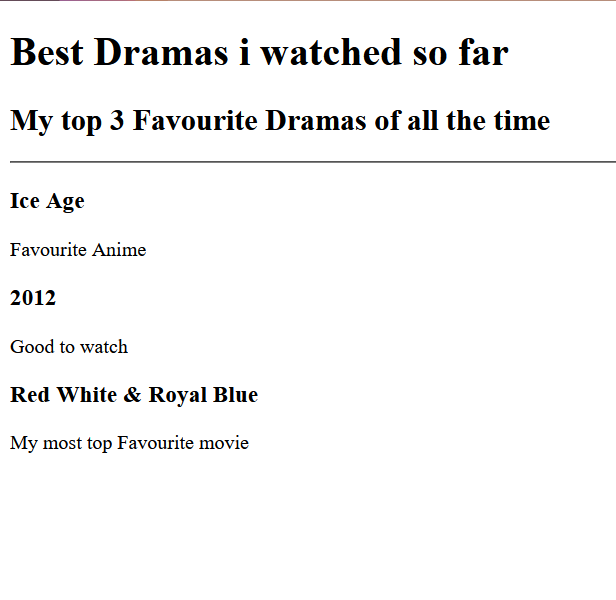 Best Dramas i watched so far
My top 3 Favourite Dramas of all the time
Ice Age
Favourite Anime
2012
Good to watch
Red White & Royal Blue
My most top Favourite movie